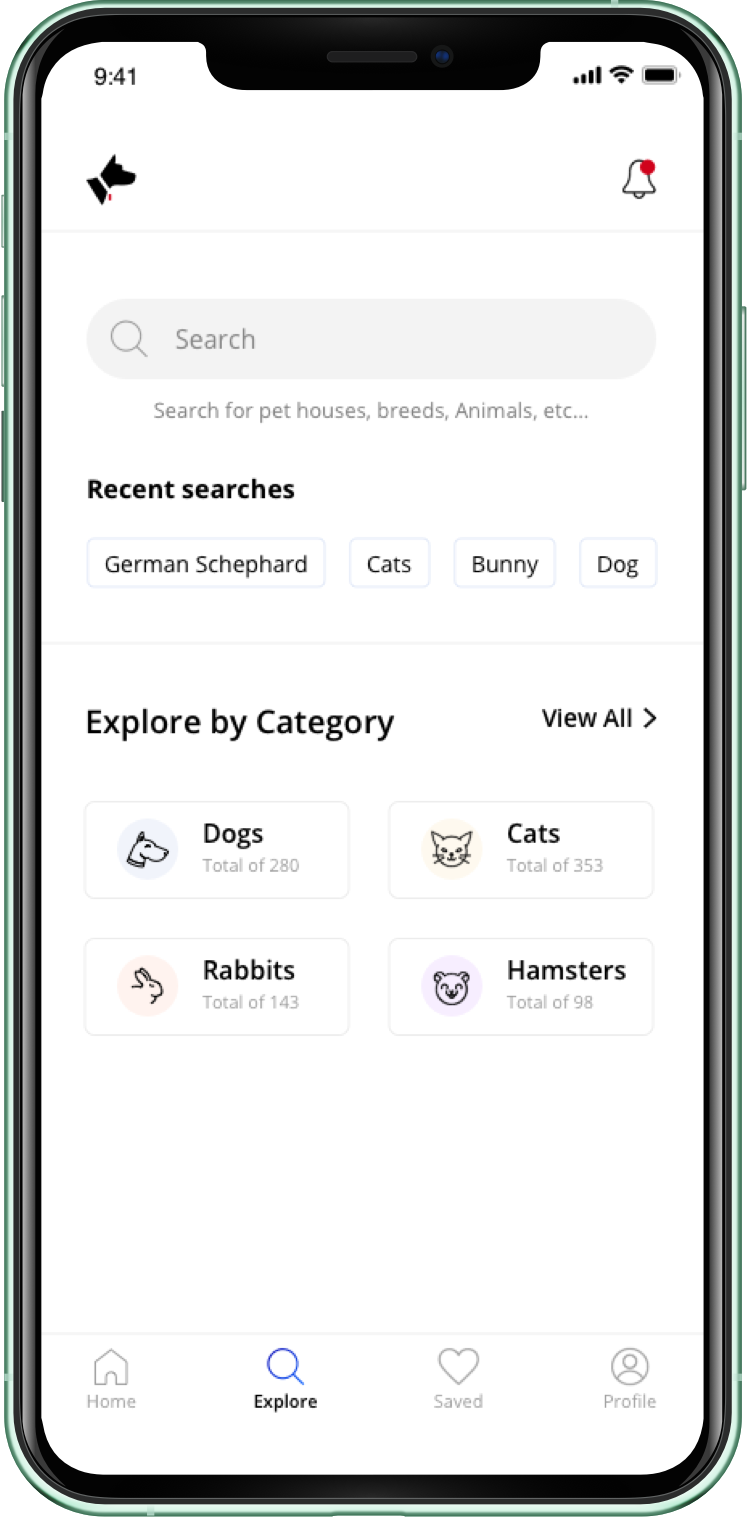 9:41
Search
Search for pet houses, breeds, Animals, etc...
Recent searches
German Schephard
Cats
Bunny
Dog
Explore by Category
View All
Dogs
Total of 280
Cats
Total of 353
Rabbits
Total of 143
Hamsters
Total of 98
Home
Explore
Saved
Profile